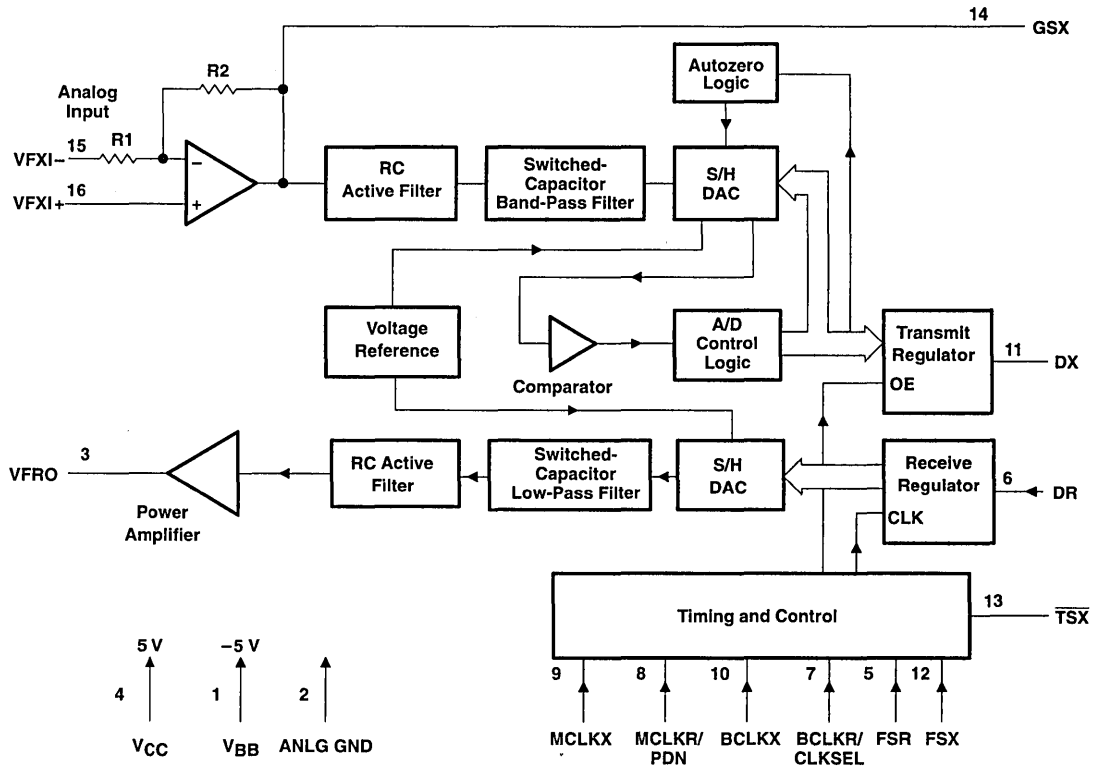 14
GSX
R2
Autozero
Logic
Analog
Input
15
R1
VFXI−
−
16
VFXI+
+
RC
Active Filter
Switched-
Capacitor
Band-Pass Filter
S/H
DAC
Voltage
Reference
Comparator
A/D
Control
Logic
Transmit
Regulator
OE
11
DX
3
VFRO
Power
Amplifier
RC Active
Filter
Switched-
Capacitor
Low-Pass Filter
S/H
DAC
Receive
Regulator
CLK
6
DR
Timing and Control
13
TSX
5 V
−5 V
4
1
2
VCC
VBB
ANLG GND
9
8
10
7
5
12
MCLKX
MCLKR/
PDN
BCLKX
BCLKR/
CLKSEL
FSR
FSX